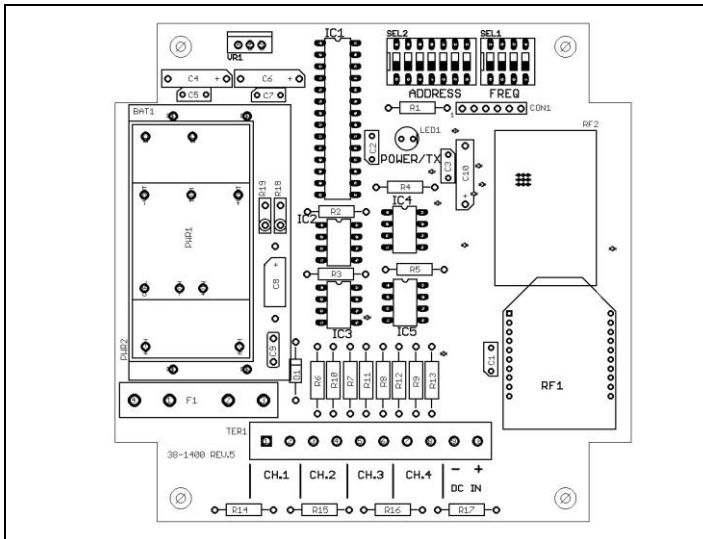 IC1
SEL2
SEL1
VR1
C4 +
C6 +
C5
C7
ADDRESS
FREQ
BAT1
R1
1
CON1
LED1
RF2
C2
POWER/TX
C3
C10
+
R19
R18
R4
R2
IC2
IC4
PWR1
R3
R5
+
C8
IC3
IC5
PWR2
C9
D1
R6
R10
R7
R11
R8
R12
R9
R13
C1
RF1
F1
TER1
38-1400 REV.5
CH.1
CH.2
CH.3
CH.4
- +
DC IN
R14
R15
R16
R17